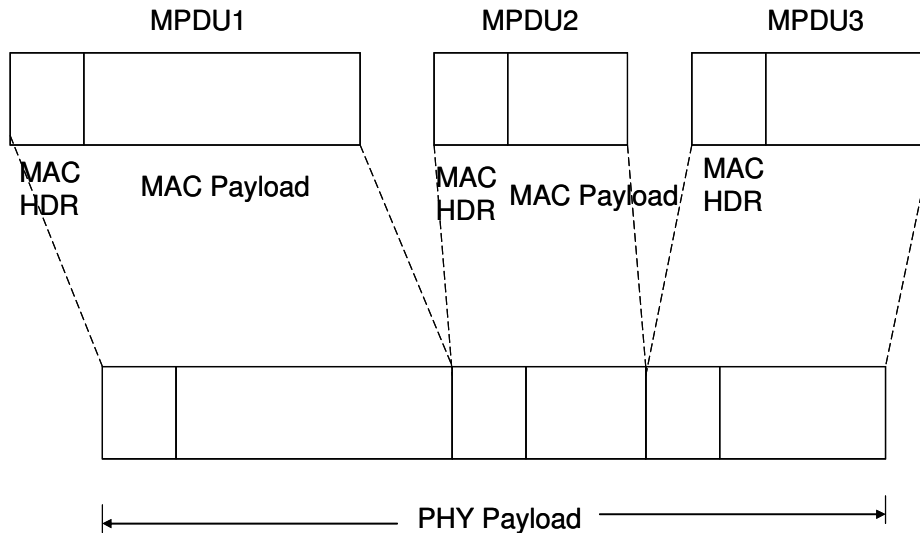 MPDU1
MPDU2
MPDU3
MAC
HDR
MAC Payload
MAC
HDR
MAC Payload
MAC
HDR
PHY Payload